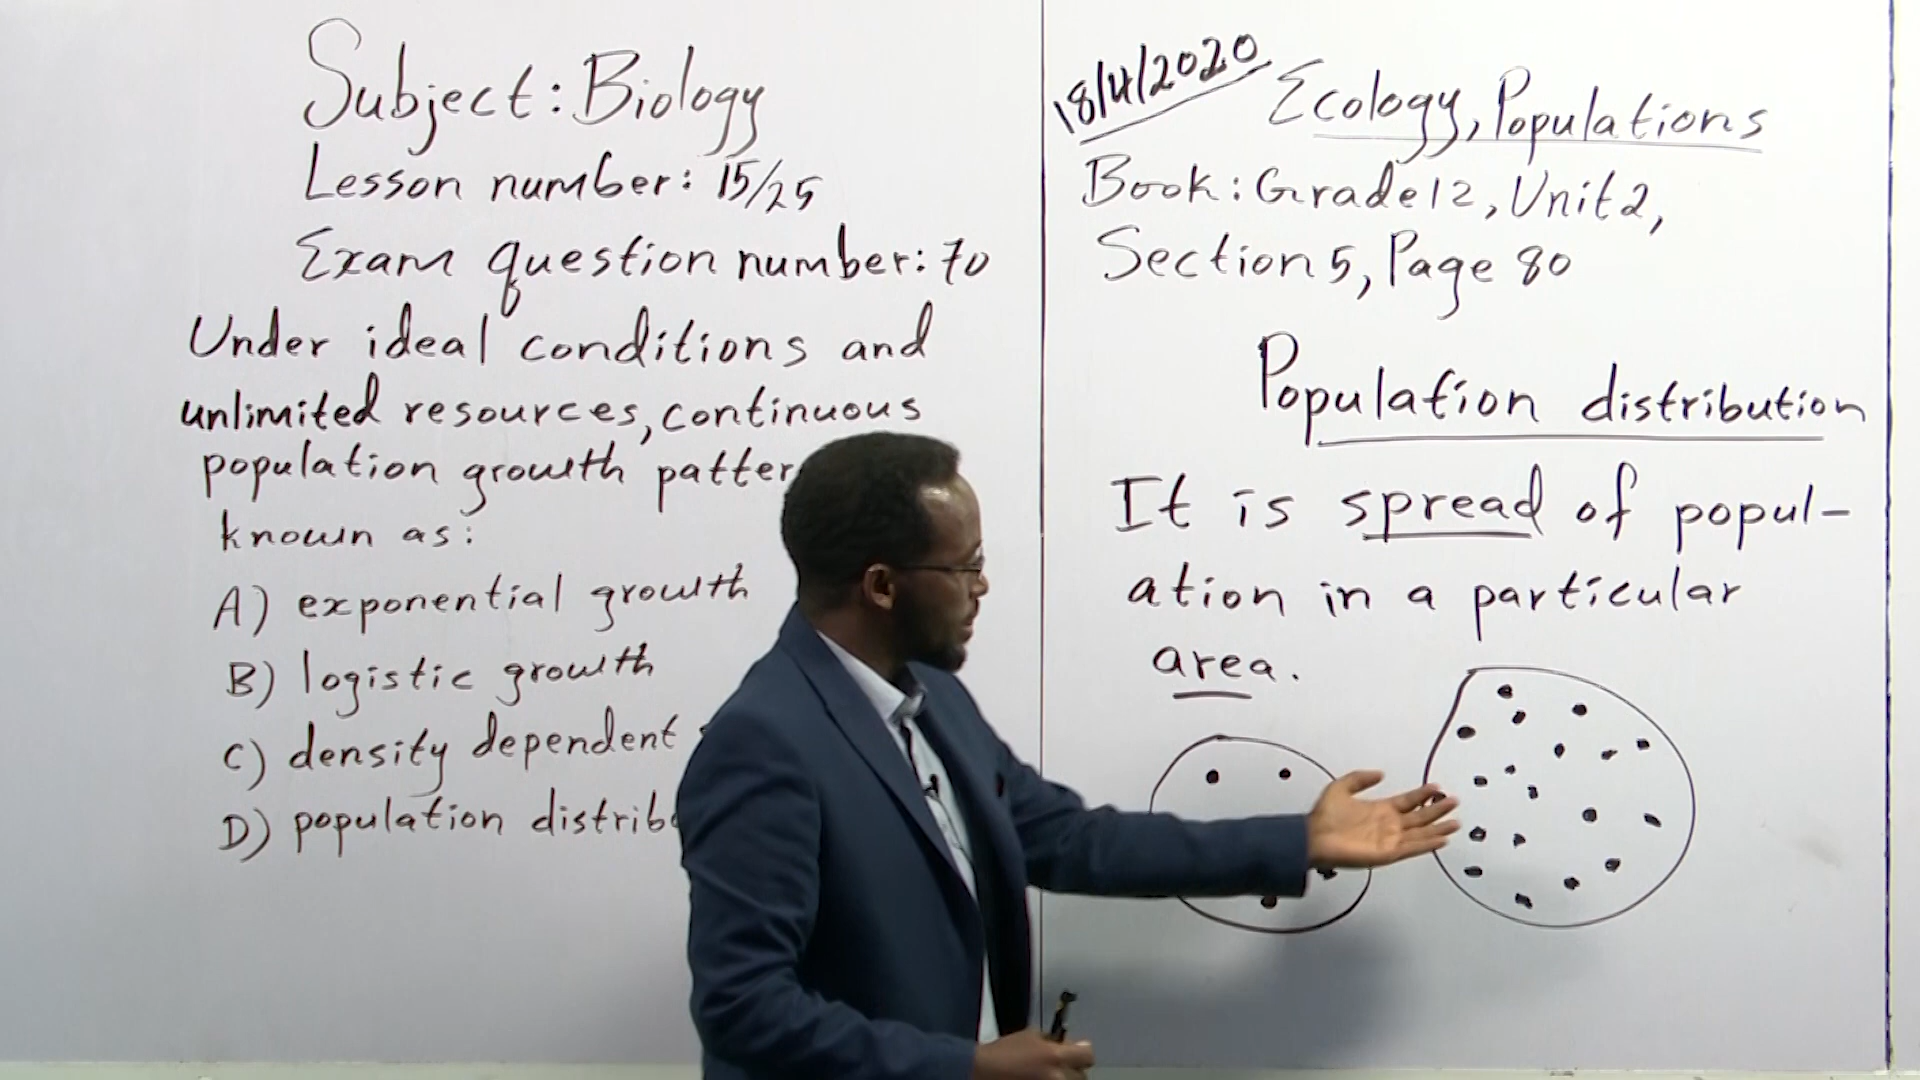 Subject: Biology
Lesson number: 15/25
Exam question number: 70
Under ideal conditions and
unlimited resources, continuous
population growth
known as:
A) exponential growth
B) logistic growth
C) density dependent
D) population
18/4/2020
Ecology, Populations
Book: Grade 12, Unit 2,
Section 5, Page 80
Population distribution
It is spread of popul-
ation in a particular
area.